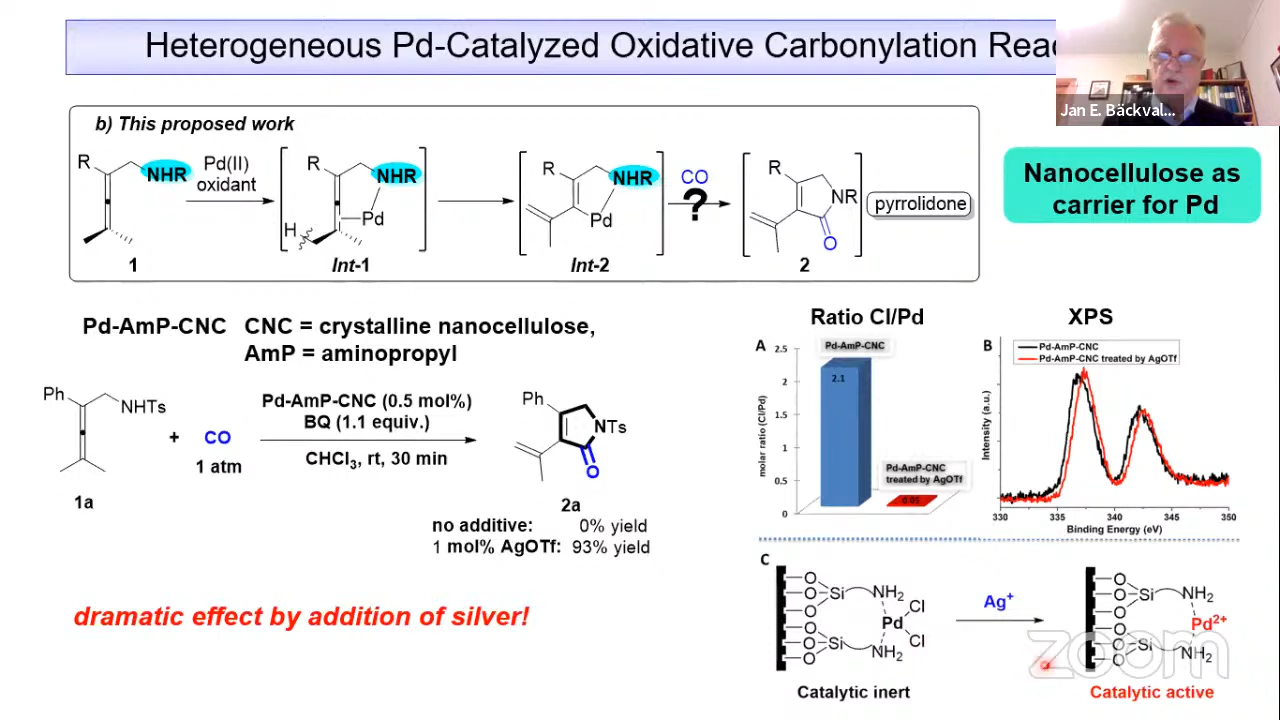 Heterogeneous Pd-Catalyzed Oxidative Carbonylation Reac
Jan E. Bäckval...
b) This proposed work
R
NHR
1
Pd(II)
oxidant
R
NHR
Pd
H
Int-1
R
NHR
Pd
Int-2
CO
?
R
NR
O
2
pyrrolidone
Nanocellulose as
carrier for Pd
Pd-AmP-CNC CNC = crystalline nanocellulose,
AmP = aminopropyl
Ph
NHTs
1a
+
CO
1 atm
Pd-AmP-CNC (0.5 mol%)
BQ (1.1 equiv.)
CHCl3, rt, 30 min
Ph
NTs
O
2a
no additive: 0% yield
1 mol% AgOTf: 93% yield
dramatic effect by addition of silver!
Ratio Cl/Pd
A
molar ratio (Cl/Pd)
2.5
2
1.5
1
0.5
0
Pd-AmP-CNC
2.1
Pd-AmP-CNC
treated by AgOTf
0.01
XPS
B
Pd-AmP-CNC
Pd-AmP-CNC treated by AgOTf
Intensity (a.u.)
330 335 340 345 350
Binding Energy (eV)
C
O
O
O
O
O
O
Si
Si
NH2
NH2
Pd
Cl
Cl
Catalytic inert
Ag+
O
O
O
O
O
O
Si
Si
NH2
NH2
Pd2+
Catalytic active
zoom